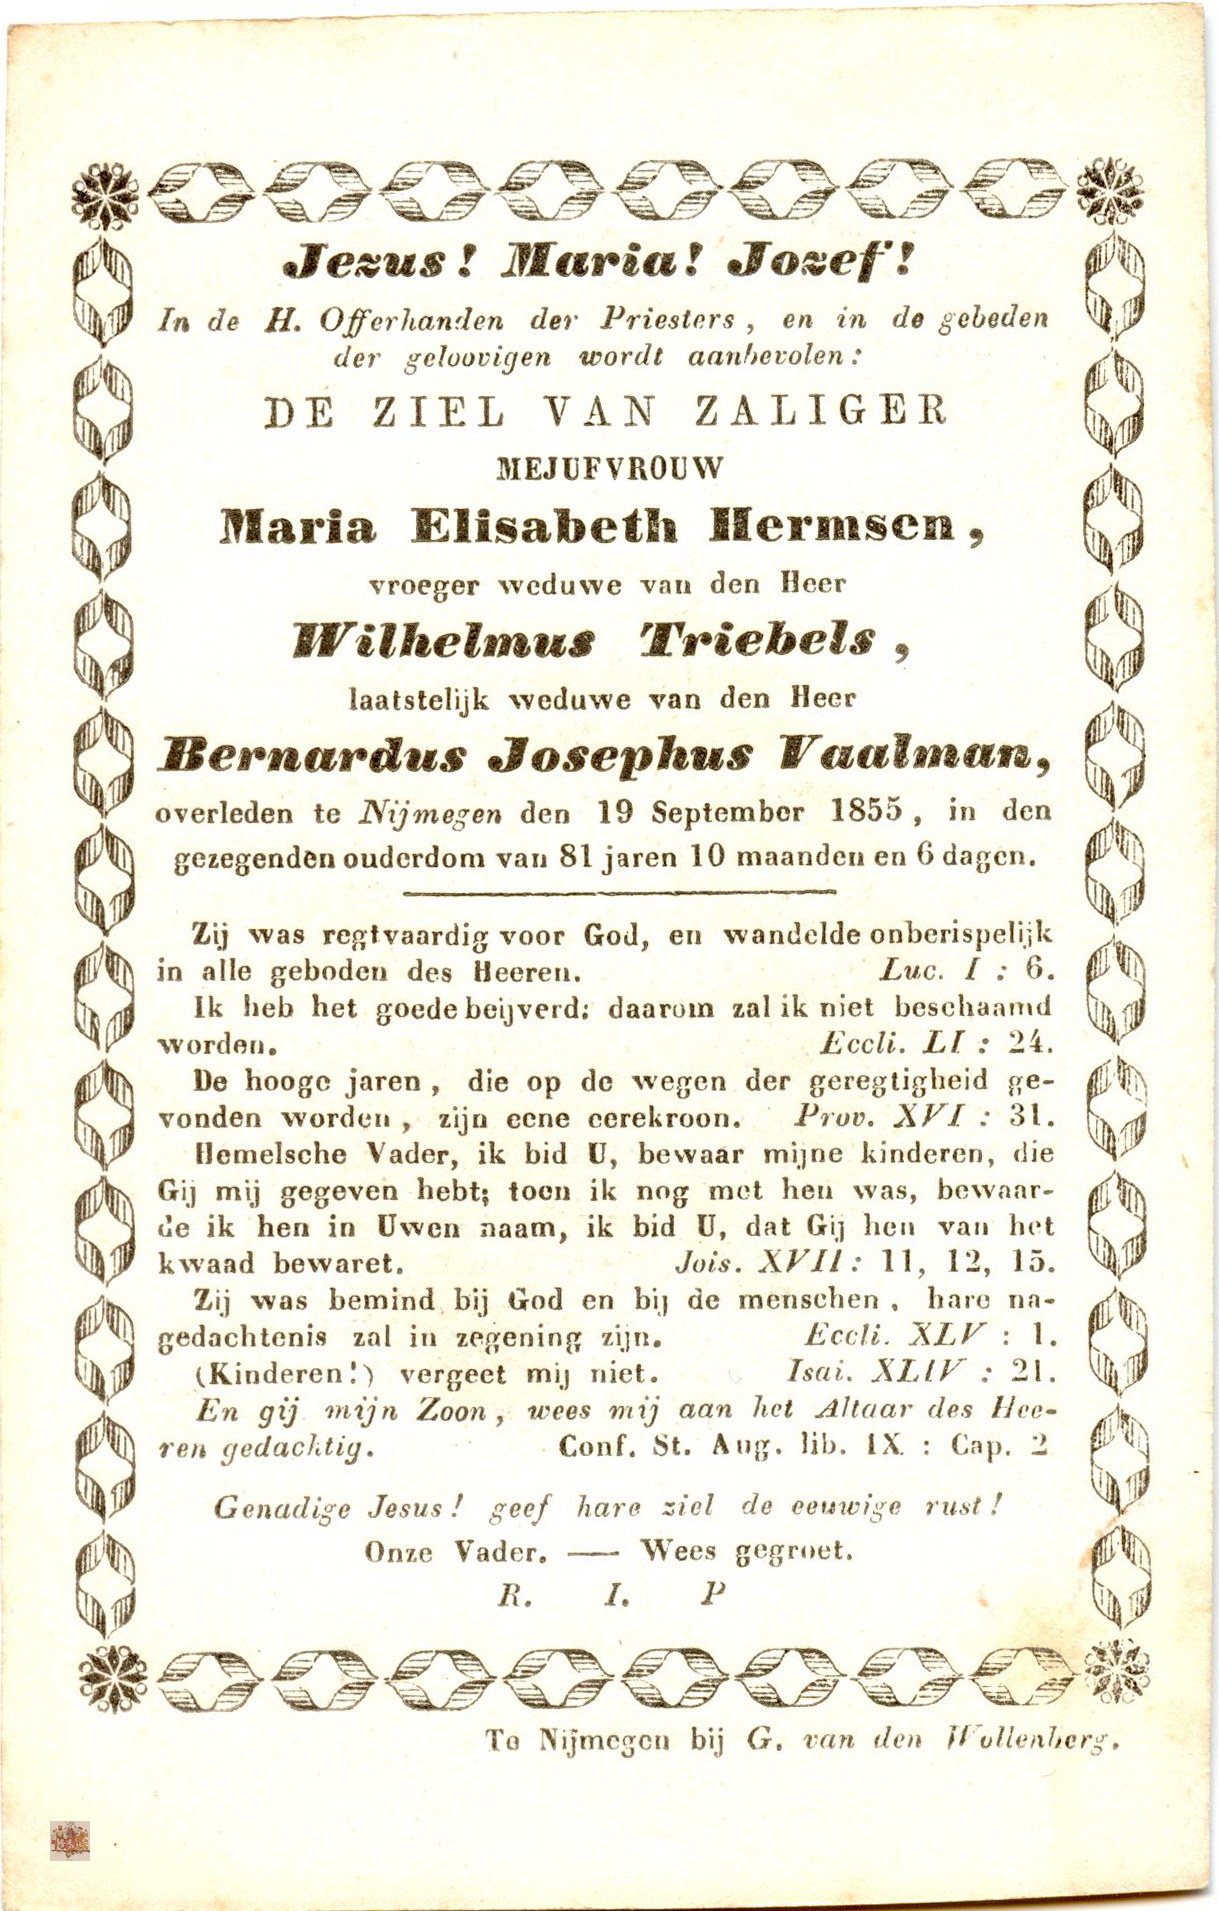 Jezus! Maria! Jozef!
In de H. Offerhanden der Priesters, en in de gebeden
der geloovigen wordt aanbevolen:
DE ZIEL VAN ZALIGER
MEJUFVROUW
Maria Elisabeth Hermsen,
vroeger weduwe van den Heer
Wilhelmus Triebels,
laatstelijk weduwe van den Heer
Bernardus Josephus Vaalman,
overleden te Nijmegen den 19 September 1855, in den
gezegenden ouderdom van 81 jaren 10 maanden en 6 dagen.
Zij was regtvaardig voor God, en wandelde onberispelijk
in alle geboden des Heeren. Luc. I : 6.
Ik heb het goede beijverd; daarom zal ik niet beschaamd
worden. Eccli. LI : 24.
De hooge jaren, die op de wegen der geregtigheid ge-
vonden worden, zijn eene eerekroon. Prov. XVI : 31.
Hemelsche Vader, ik bid U, bewaar mijne kinderen, die
Gij mij gegeven hebt; toen ik nog met hen was, bewaar-
de ik hen in Uwen naam, ik bid U, dat Gij hen van het
kwaad bewaret. Jois. XVII: 11, 12, 15.
Zij was bemind bij God en bij de menschen, hare na-
gedachtenis zal in zegening zijn. Eccli. XLV : 1.
(Kinderen!) vergeet mij niet. Isai. XLIV : 21.
En gij mijn Zoon, wees mij aan het Altaar des Hee-
ren gedachtig. Conf. St. Aug. lib. IX : Cap. 2
Genadige Jesus! geef hare ziel de eeuwige rust!
Onze Vader. — Wees gegroet.
R. I. P
Te Nijmegen bij G. van den Wollenberg.